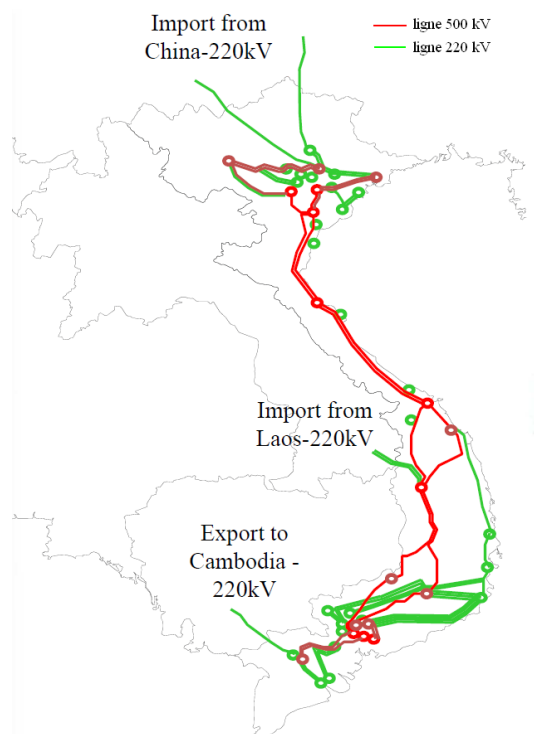 Import from
China-220kV
ligne 500 kV
ligne 220 kV
Import from
Laos-220kV
Export to
Cambodia -
220kV